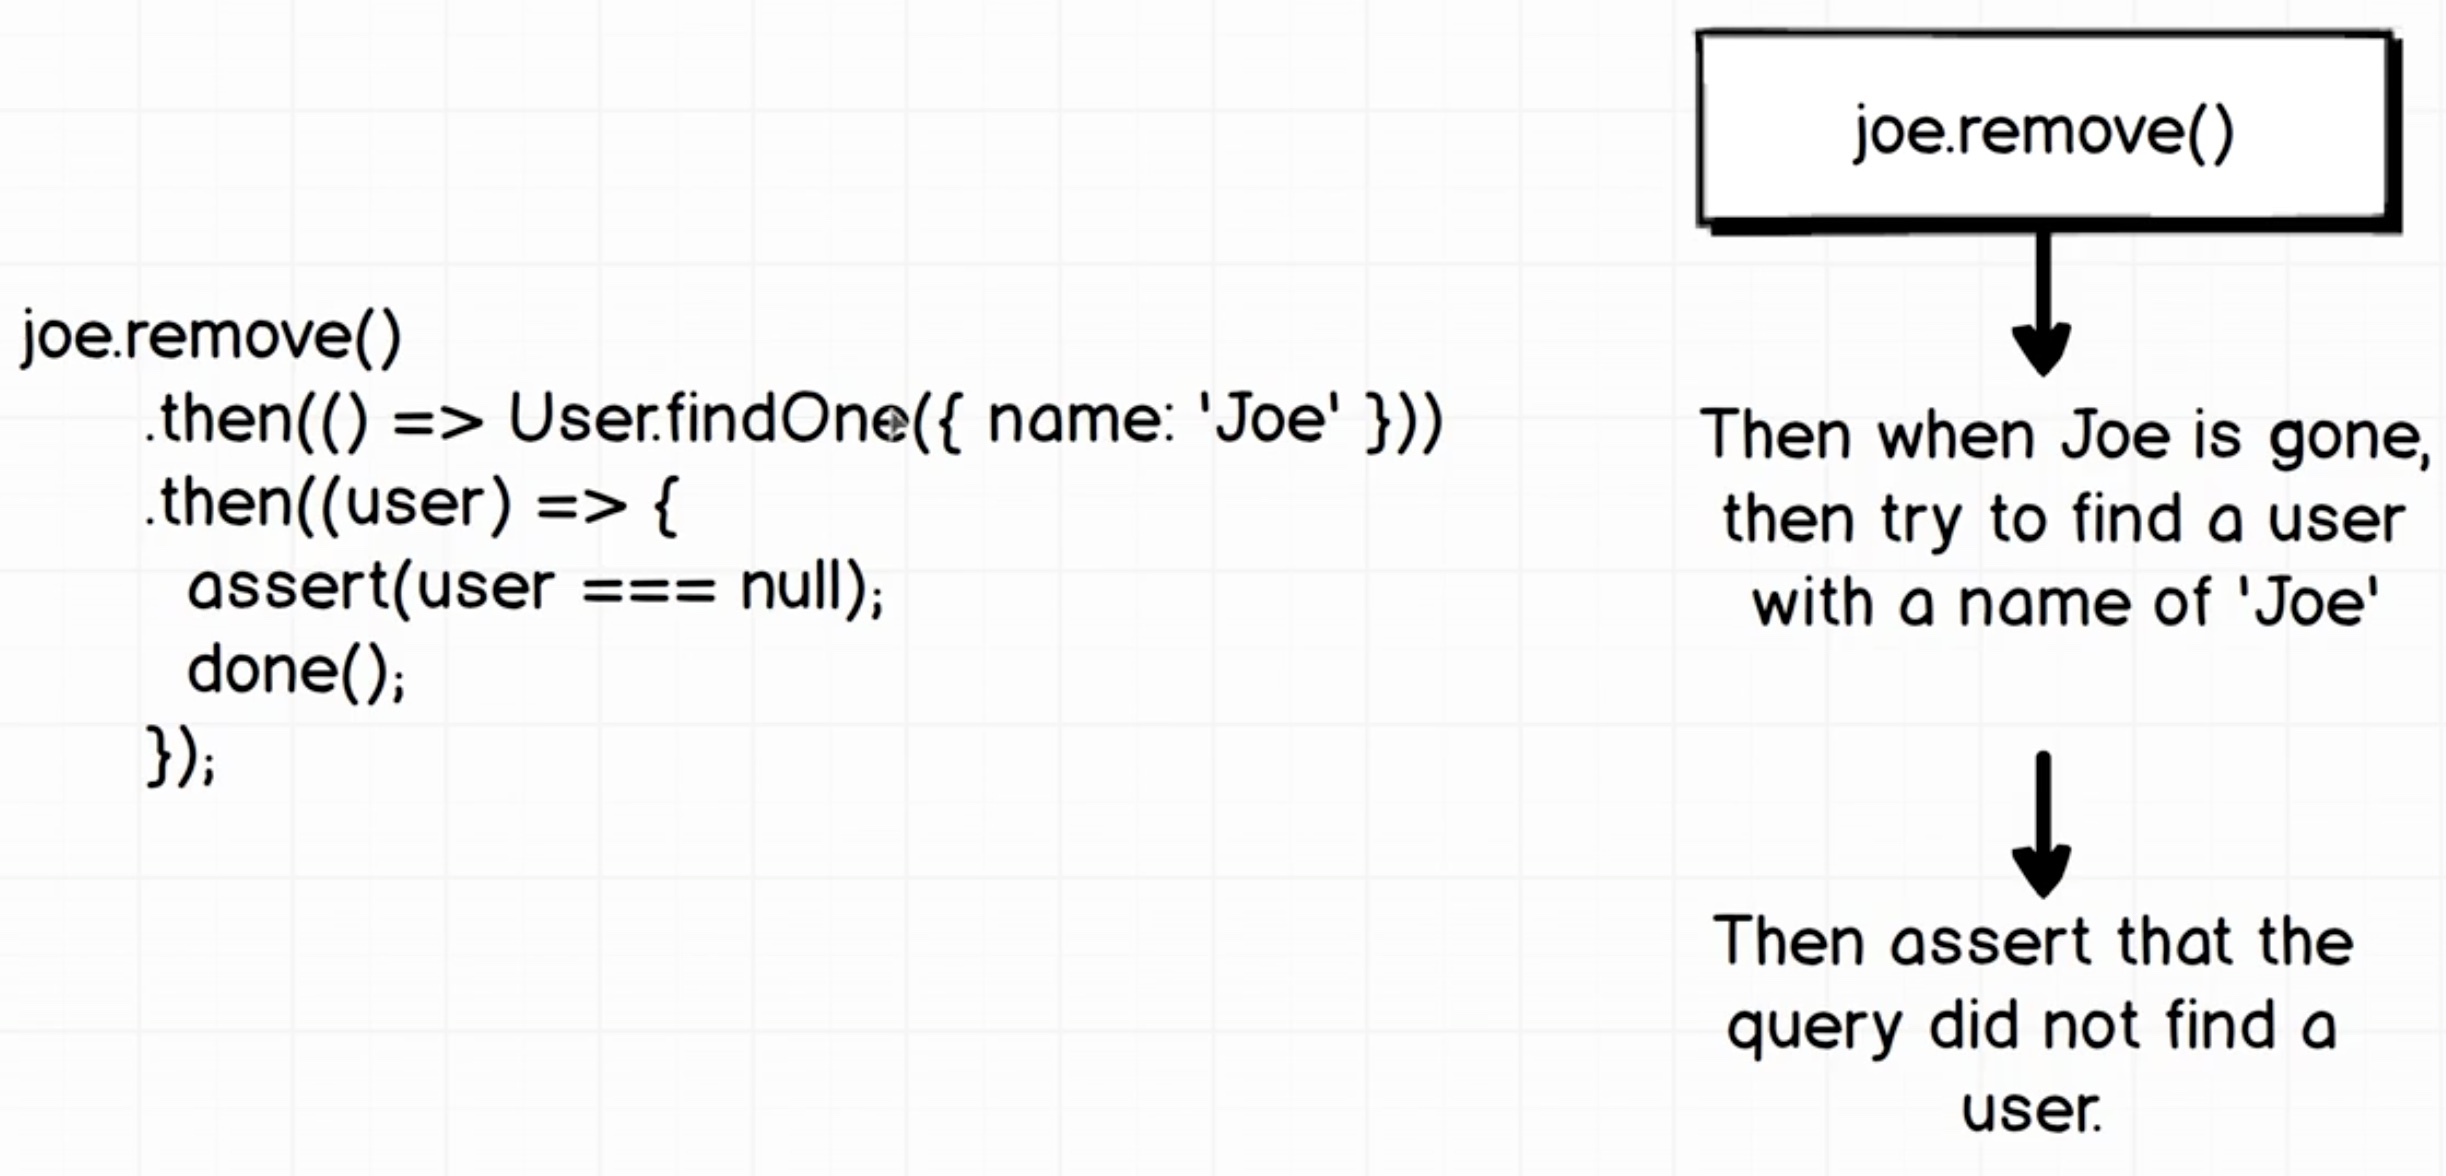 joe.remove()
.then(() => User.findOne({ name: 'Joe' }))
.then((user) => {
assert(user === null);
done();
});
joe.remove()
Then when Joe is gone,
then try to find a user
with a name of 'Joe'
Then assert that the
query did not find a
user.